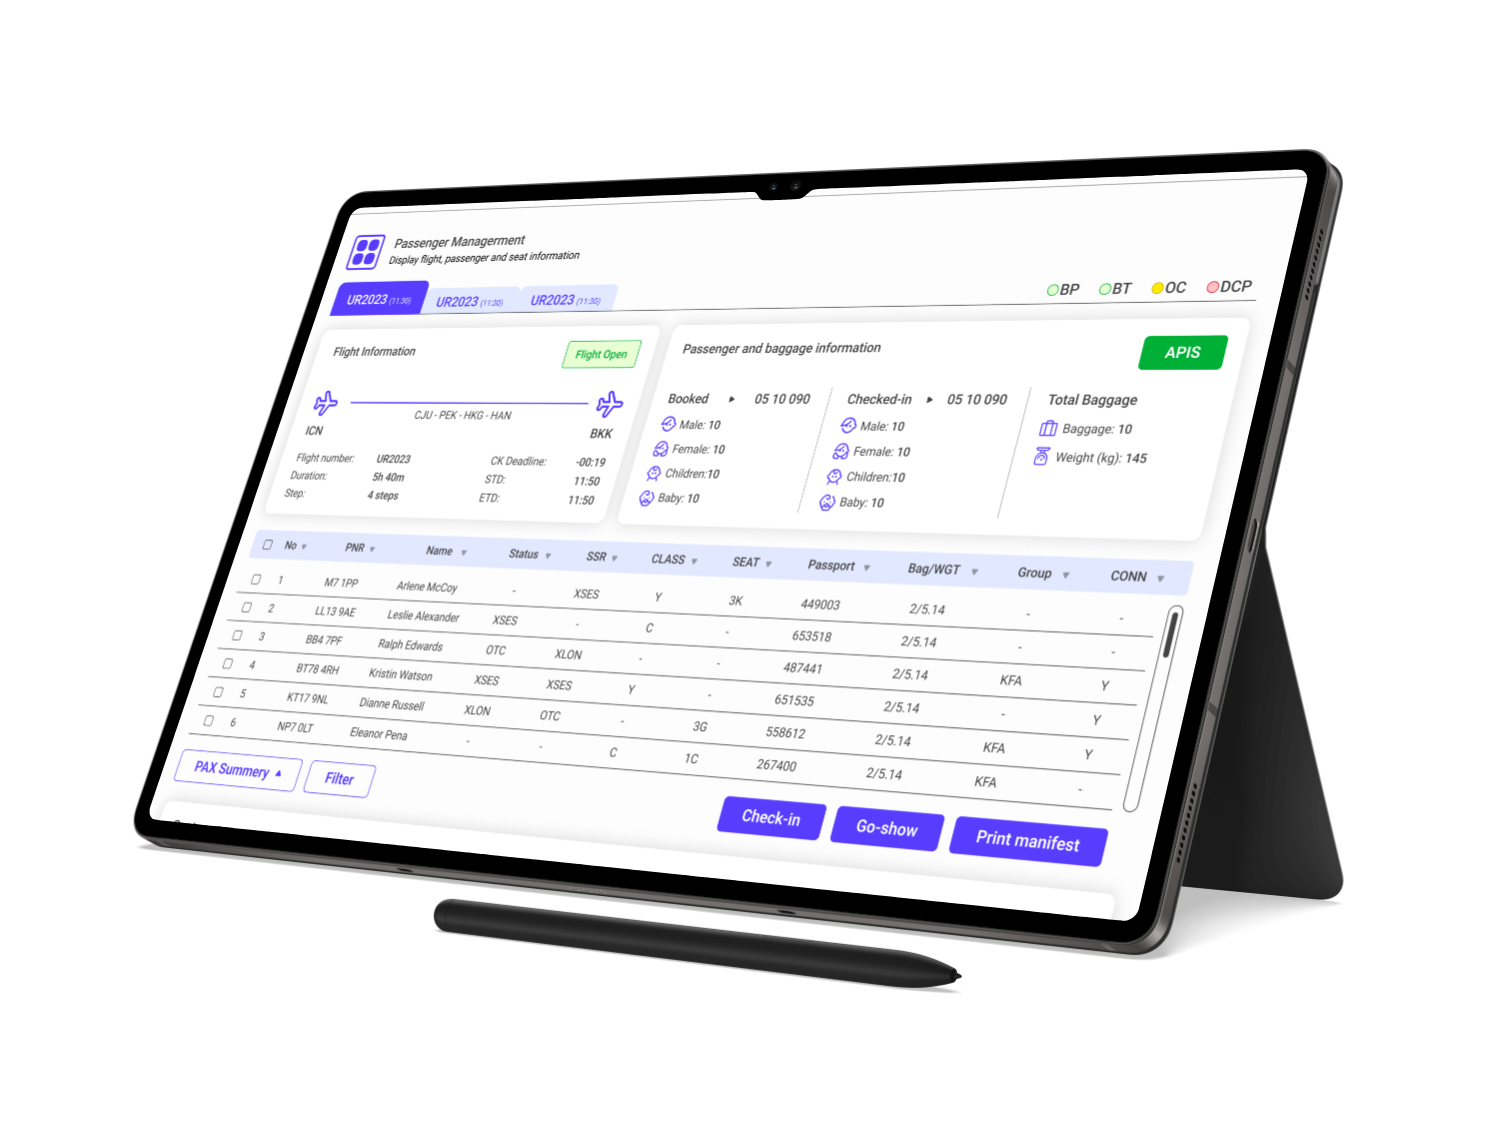 Passenger Managerment
Display flight, passenger and seat information
UR2023 (11:30) UR2023 (11:30) UR2023 (11:30)
BP BT OC DCP
Flight Information Flight Open
CJU - PEK - HKG - HAN
ICN BKK
Flight number: UR2023 CK Deadline: -00:19
Duration: 5h 40m STD: 11:50
Step: 4 steps ETD: 11:50
Passenger and baggage information APIS
Booked ▸ 05 10 090 Checked-in ▸ 05 10 090 Total Baggage
Male: 10 Male: 10 Baggage: 10
Female: 10 Female: 10 Weight (kg): 145
Children:10 Children:10
Baby: 10 Baby: 10
No PNR Name Status SSR CLASS SEAT Passport Bag/WGT Group CONN
1 M7 1PP Arlene McCoy - XSES Y 3K 449003 2/5.14 - -
2 LL13 9AE Leslie Alexander XSES - C - 653518 2/5.14 - -
3 BB4 7PF Ralph Edwards OTC XLON - - 487441 2/5.14 KFA Y
4 BT78 4RH Kristin Watson XSES XSES Y - 651535 2/5.14 - Y
5 KT17 9NL Dianne Russell XLON OTC - 3G 558612 2/5.14 KFA Y
6 NP7 0LT Eleanor Pena - - C 1C 267400 2/5.14 KFA -
PAX Summery ▲ Filter
Check-in Go-show Print manifest